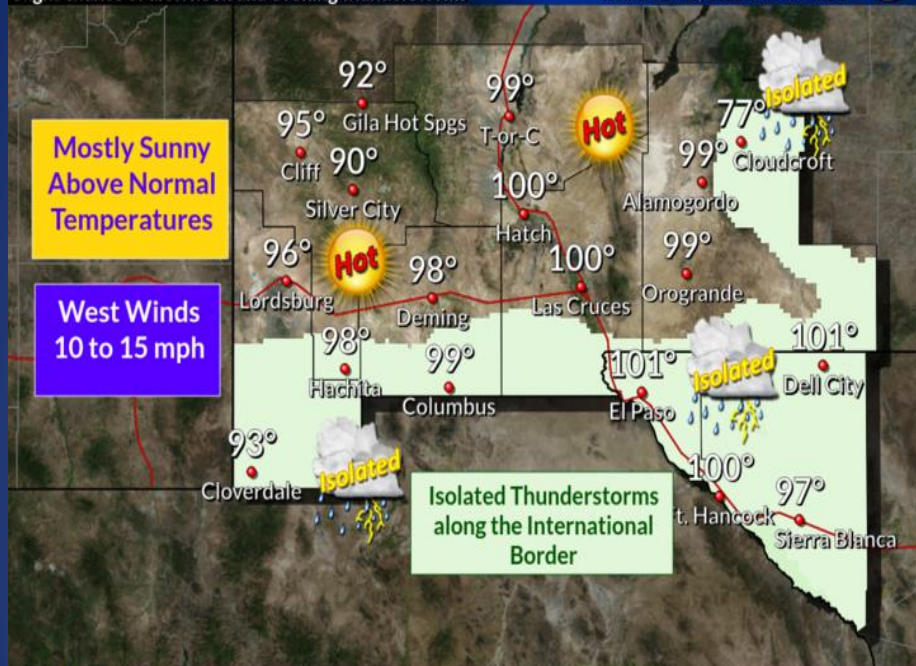 92°
Gila Hot Spgs
99°
T-or-C
Hot
Isolated
77°
Cloudcroft
Mostly Sunny
Above Normal
Temperatures
95°
Cliff
90°
Silver City
100°
Hatch
99°
Alamogordo
96°
Lordsburg
Hot
98°
Deming
100°
Las Cruces
99°
Orogrande
West Winds
10 to 15 mph
98°
Hachita
99°
Columbus
101°
El Paso
Isolated
101°
Dell City
93°
Cloverdale
Isolated
Isolated Thunderstorms
along the International
Border
100°
t. Hancock
97°
Sierra Blanca